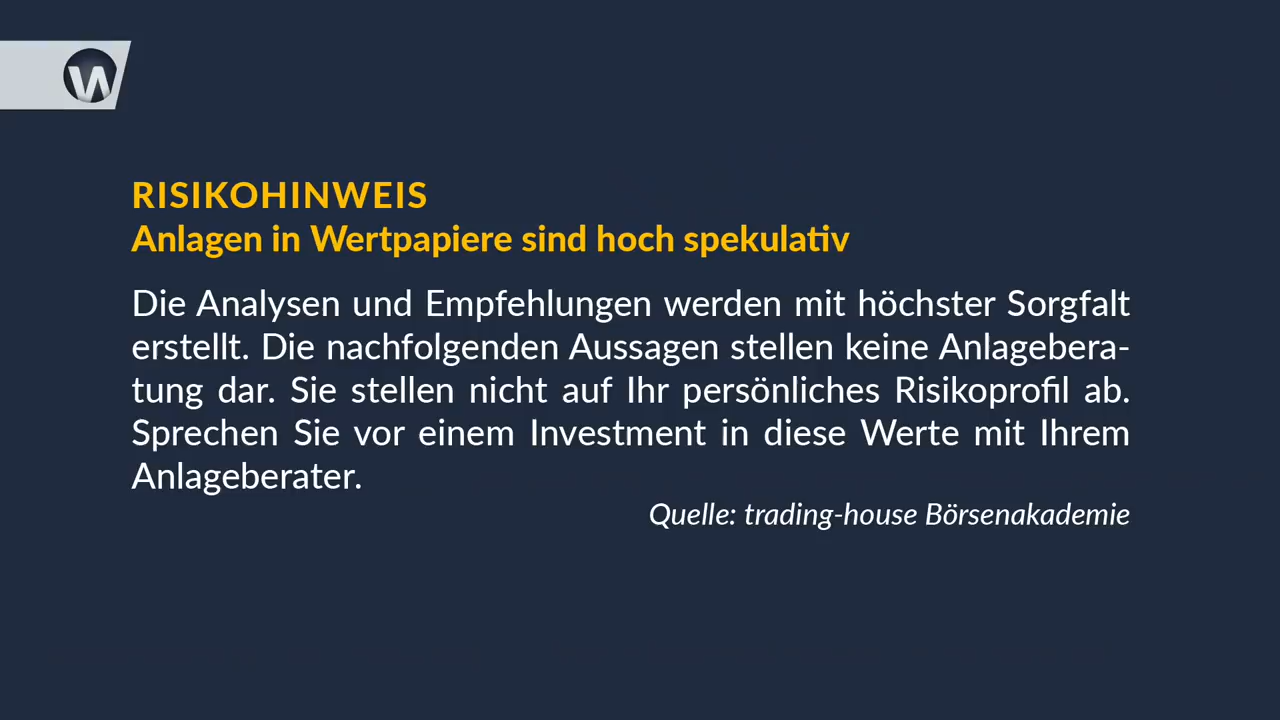 W
RISIKOHINWEIS
Anlagen in Wertpapiere sind hoch spekulativ
Die Analysen und Empfehlungen werden mit höchster Sorgfalt
erstellt. Die nachfolgenden Aussagen stellen keine Anlagebera-
tung dar. Sie stellen nicht auf Ihr persönliches Risikoprofil ab.
Sprechen Sie vor einem Investment in diese Werte mit Ihrem
Anlageberater.
Quelle: trading-house Börsenakademie